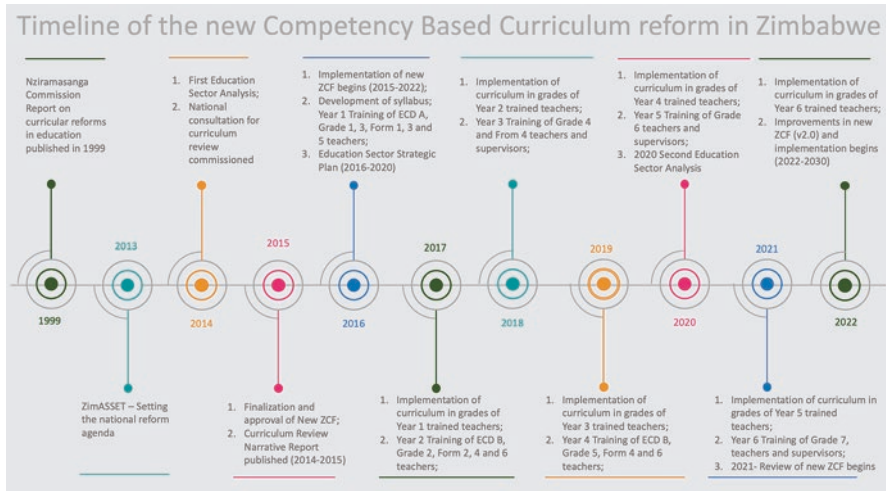 Timeline of the new Competency Based Curriculum reform in Zimbabwe
Nziramasanga
Commission
Report on
curricular reforms
in education
published in 1999
1. First Education
Sector Analysis;
2. National
consultation for
curriculum
review
commissioned
1. Implementation of new
ZCF begins (2015-2022);
2. Development of syllabus;
Year 1 Training of ECD A,
Grade 1, 3, Form 1, 3 and
5 teachers;
3. Education Sector Strategic
Plan (2016-2020)
1. Implementation of
curriculum in grades of
Year 2 trained teachers;
2. Year 3 Training of Grade 4
and From 4 teachers and
supervisors;
1. Implementation of
curriculum in grades of
Year 4 trained teachers;
2. Year 5 Training of Grade
6 teachers and
supervisors;
3. 2020 Second Education
Sector Analysis
1. Implementation of
curriculum in grades of
Year 6 trained teachers;
2. Improvements in new
ZCF (v2.0) and
implementation begins
(2022-2030)
1999
2013
2014
2015
2016
2017
2018
2019
2020
2021
2022
ZimASSET – Setting
the national reform
agenda
1. Finalization and
approval of New ZCF;
2. Curriculum Review
Narrative Report
published (2014-2015)
1. Implementation of
curriculum in grades of
Year 1 trained teachers;
2. Year 2 Training of ECD B,
Grade 2, Form 2, 4 and 6
teachers;
1. Implementation of
curriculum in grades of
Year 3 trained teachers;
2. Year 4 Training of ECD B,
Grade 5, Form 4 and 6
teachers;
1. Implementation of curriculum in
grades of Year 5 trained
teachers;
2. Year 6 Training of Grade 7,
teachers and supervisors;
3. 2021- Review of new ZCF begins